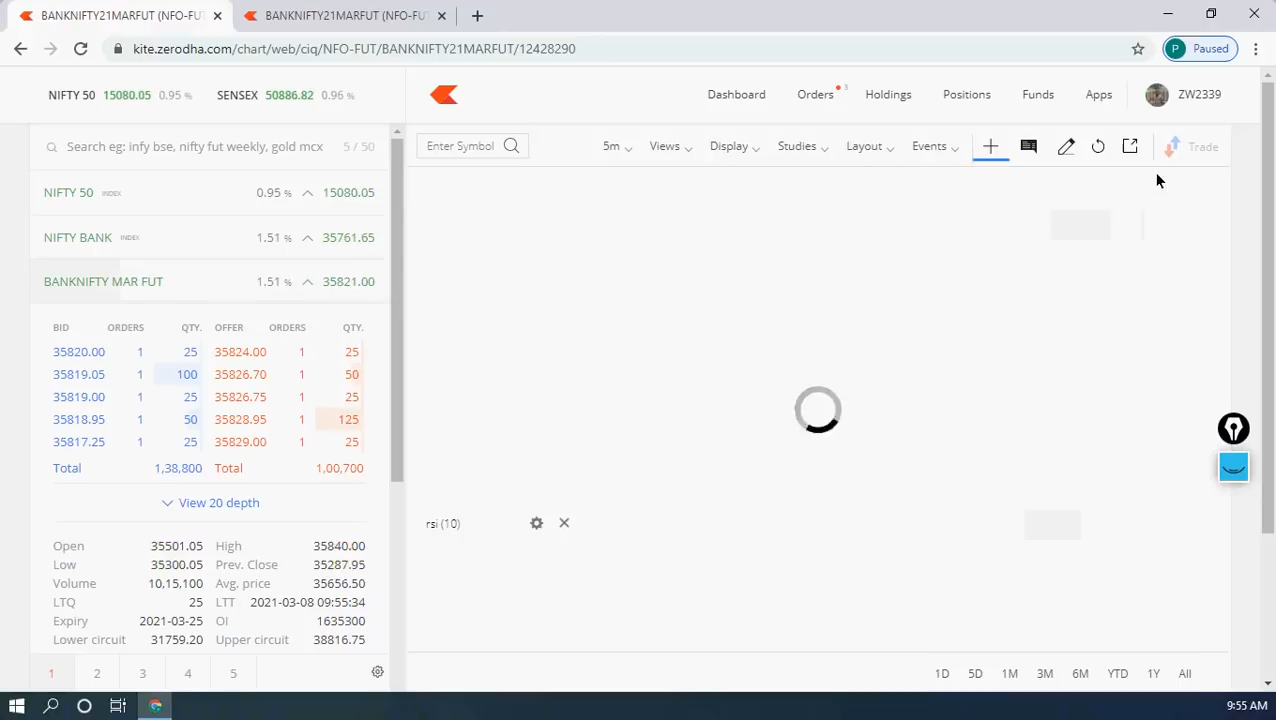 BANKNIFTY21MARFUT (NFO-FUT
BANKNIFTY21MARFUT (NFO-FUT
kite.zerodha.com/chart/web/ciq/NFO-FUT/BANKNIFTY21MARFUT/12428290
P Paused
NIFTY 50 15080.05 0.95 % SENSEX 50886.82 0.96 %
Dashboard Orders 3 Holdings Positions Funds Apps ZW2339
Search eg: infy bse, nifty fut weekly, gold mcx 5 / 50
Enter Symbol 5m Views Display Studies Layout Events Trade
NIFTY 50 INDEX 0.95 % 15080.05
NIFTY BANK INDEX 1.51 % 35761.65
BANKNIFTY MAR FUT 1.51 % 35821.00
BID ORDERS QTY. OFFER ORDERS QTY.
35820.00 1 25 35824.00 1 25
35819.05 1 100 35826.70 1 50
35819.00 1 25 35826.75 1 25
35818.95 1 50 35828.95 1 125
35817.25 1 25 35829.00 1 25
Total 1,38,800 Total 1,00,700
View 20 depth
rsi (10)
Open 35501.05 High 35840.00
Low 35300.05 Prev. Close 35287.95
Volume 10,15,100 Avg. price 35656.50
LTQ 25 LTT 2021-03-08 09:55:34
Expiry 2021-03-25 OI 1635300
Lower circuit 31759.20 Upper circuit 38816.75
1 2 3 4 5
1D 5D 1M 3M 6M YTD 1Y All
9:55 AM